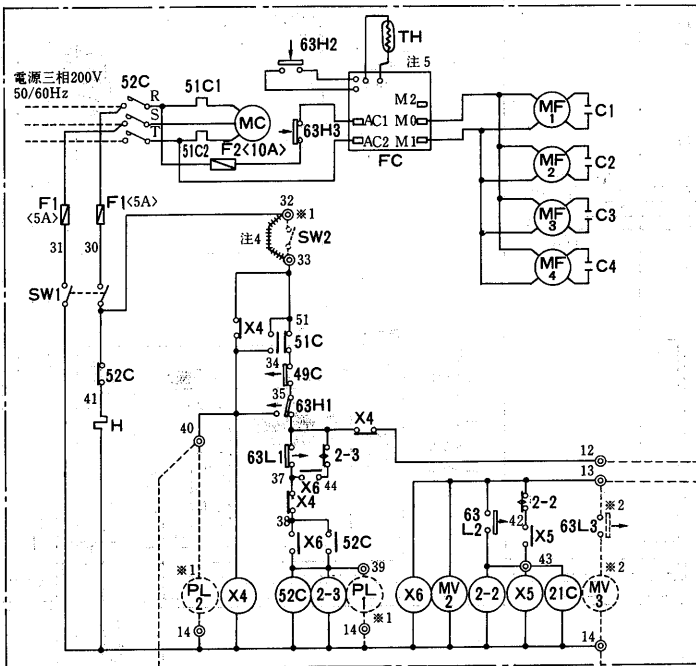 63H2
TH
注5
電源三相200V
50/60Hz
52C
R
S
T
51C1
51C2
MC
63H3
F2<10A>
AC1
AC2
M2
M0
M1
FC
MF
1
C1
MF
2
C2
MF
3
C3
MF
4
C4
F1
<5A>
F1<5A>
31
30
32
※1
注4
SW2
33
SW1
X4
51
51C
34
49C
35
63H1
52C
41
H
40
X4
12
13
63L1
2-3
37
X6
44
X4
38
X6
52C
39
63
L2
2-2
42
X5
43
※2
63L3
※2
※1
PL
2
X4
52C
2-3
PL
1
※1
X6
MV
2
2-2
X5
21C
MV
3
14
14
14